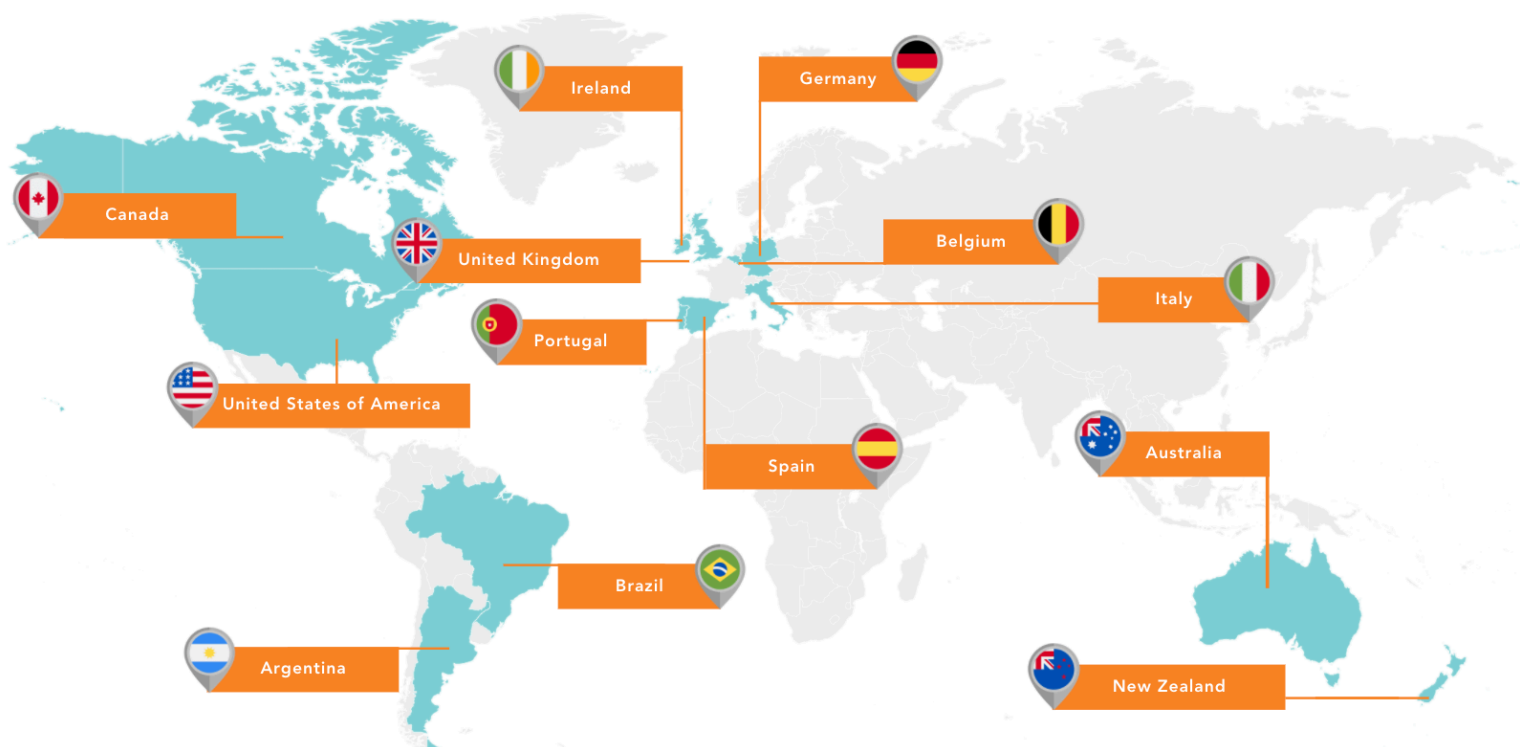 Ireland
Germany
Canada
United Kingdom
Belgium
Italy
Portugal
United States of America
Australia
Spain
Brazil
Argentina
New Zealand